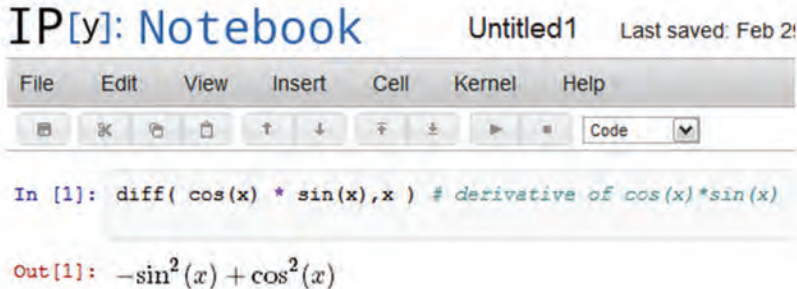 IP[y]: Notebook Untitled1 Last saved: Feb 2
File Edit View Insert Cell Kernel Help
Code
In [1]: diff( cos(x) * sin(x),x ) # derivative of cos(x)*sin(x)
Out[1]: −sin²(x) + cos²(x)